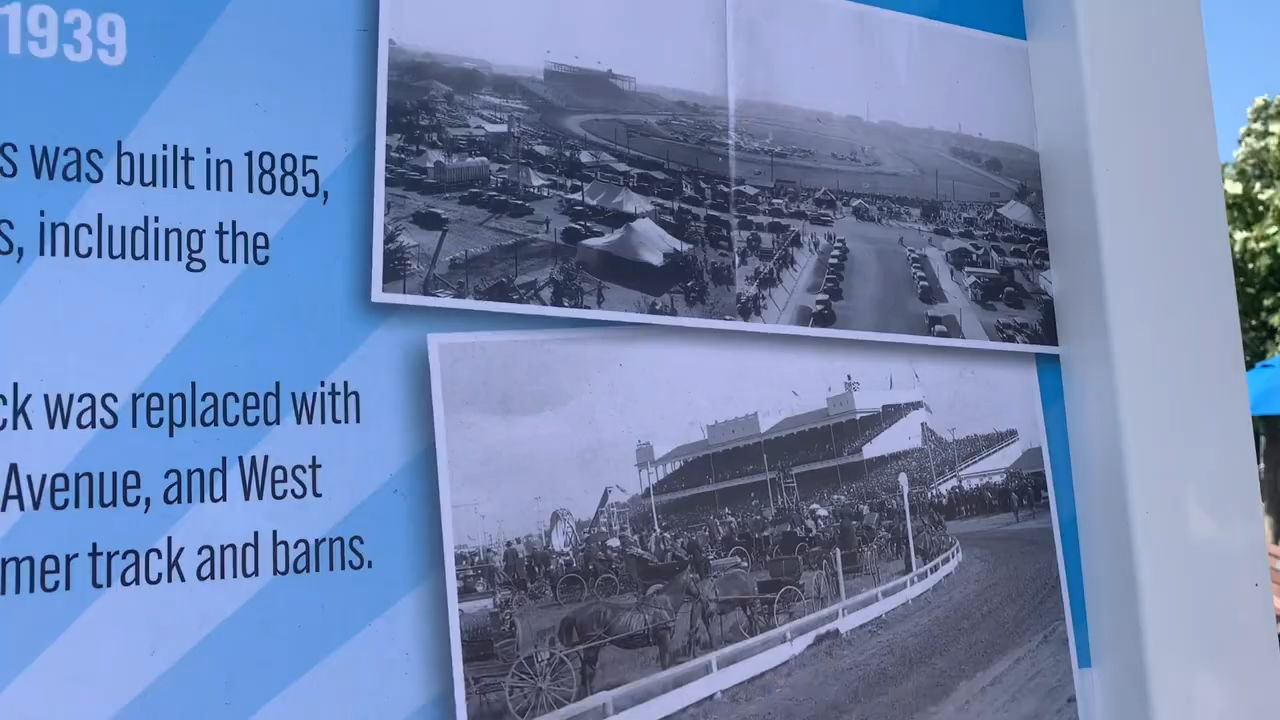 1939
s was built in 1885,
s, including the
ck was replaced with
Avenue, and West
mer track and barns.